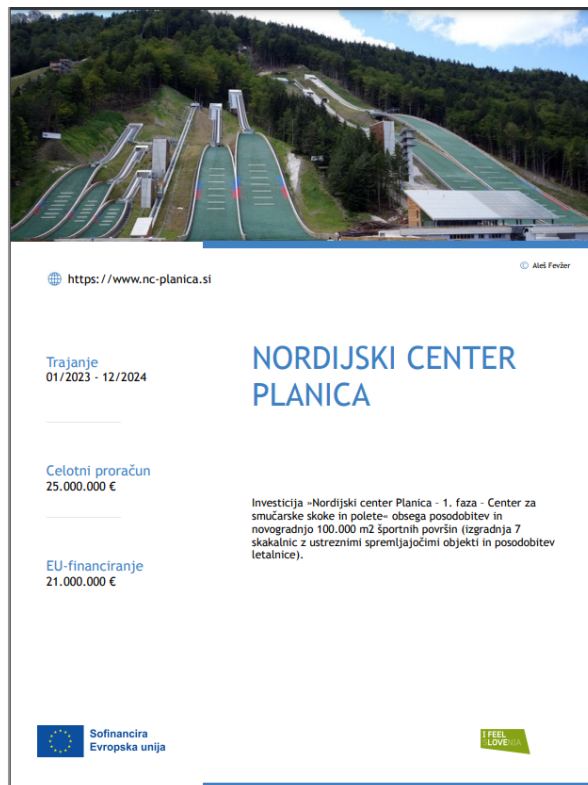 https://www.nc-planica.si
© Aleš Fevžer
Trajanje
01/2023 - 12/2024
NORDIJSKI CENTER
PLANICA
Celotni proračun
25.000.000 €
Investicija »Nordijski center Planica – 1. faza – Center za
smučarske skoke in polete« obsega posodobitev in
novogradnjo 100.000 m2 športnih površin (izgradnja 7
skakalnic z ustreznimi spremljajočimi objekti in posodobitev
letalnice).
EU-financiranje
21.000.000 €
Sofinancira
Evropska unija
I FEEL
SLOVENIA